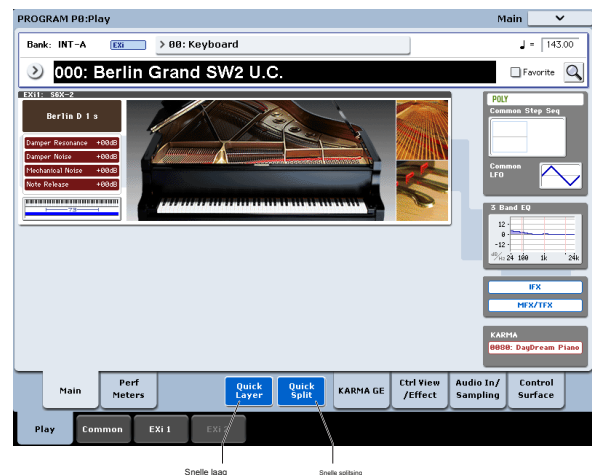 PROGRAM P0:Play
Main
Bank: INT-A
EXi
00: Keyboard
♩ = 143.00
000: Berlin Grand SW2 U.C.
Favorite
EXi1: SGX-2
Berlin D 1 s
Damper Resonance +00dB
Damper Noise +00dB
Mechanical Noise +00dB
Note Release +00dB
POLY
Common Step Seq
Common LFO
3 Band EQ
12
0
-12
dB/Hz 24 100 1k 24k
IFX
MFX/TFX
KARMA
0080: DayDream Piano
Main
Perf Meters
Quick Layer
Quick Split
KARMA GE
Ctrl View /Effect
Audio In/ Sampling
Control Surface
Play
Common
EXi 1
Snelle laag
Snelle splitsing